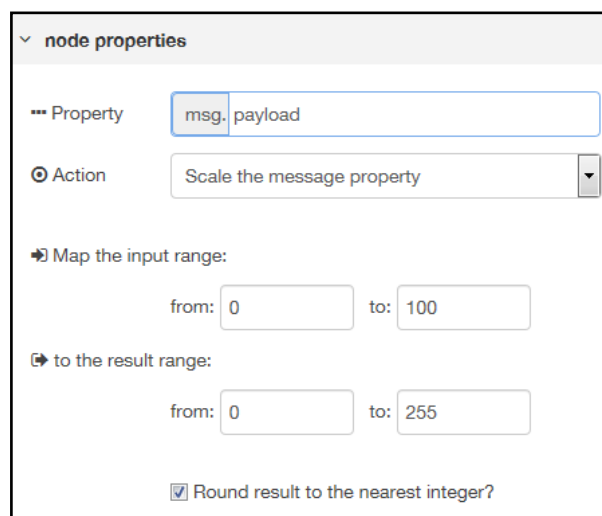 node properties
Property msg. payload
Action Scale the message property
Map the input range:
from: 0 to: 100
to the result range:
from: 0 to: 255
Round result to the nearest integer?